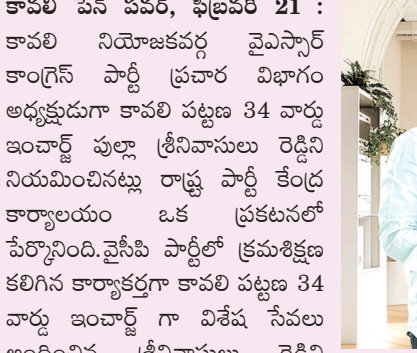 కావలి పెన్ పవర్, ఫిబ్రవరి 21 :
కావలి నియోజకవర్గ వైఎస్సార్
కాంగ్రెస్ పార్టీ ప్రచార విభాగం
అధ్యక్షుడుగా కావలి పట్టణ 34 వార్డు
ఇంచార్జ్ పుల్లా శ్రీనివాసులు రెడ్డిని
నియమించినట్లు రాష్ట్ర పార్టీ కేంద్ర
కార్యాలయం ఒక ప్రకటనలో
పేర్కొనింది.వైసీపి పార్టీలో క్రమశిక్షణ
కలిగిన కార్యాకర్తగా కావలి పట్టణ 34
వార్డు ఇంచార్జ్ గా విశేష సేవలు
అందించిన శ్రీనివాసులు రెడ్డిని